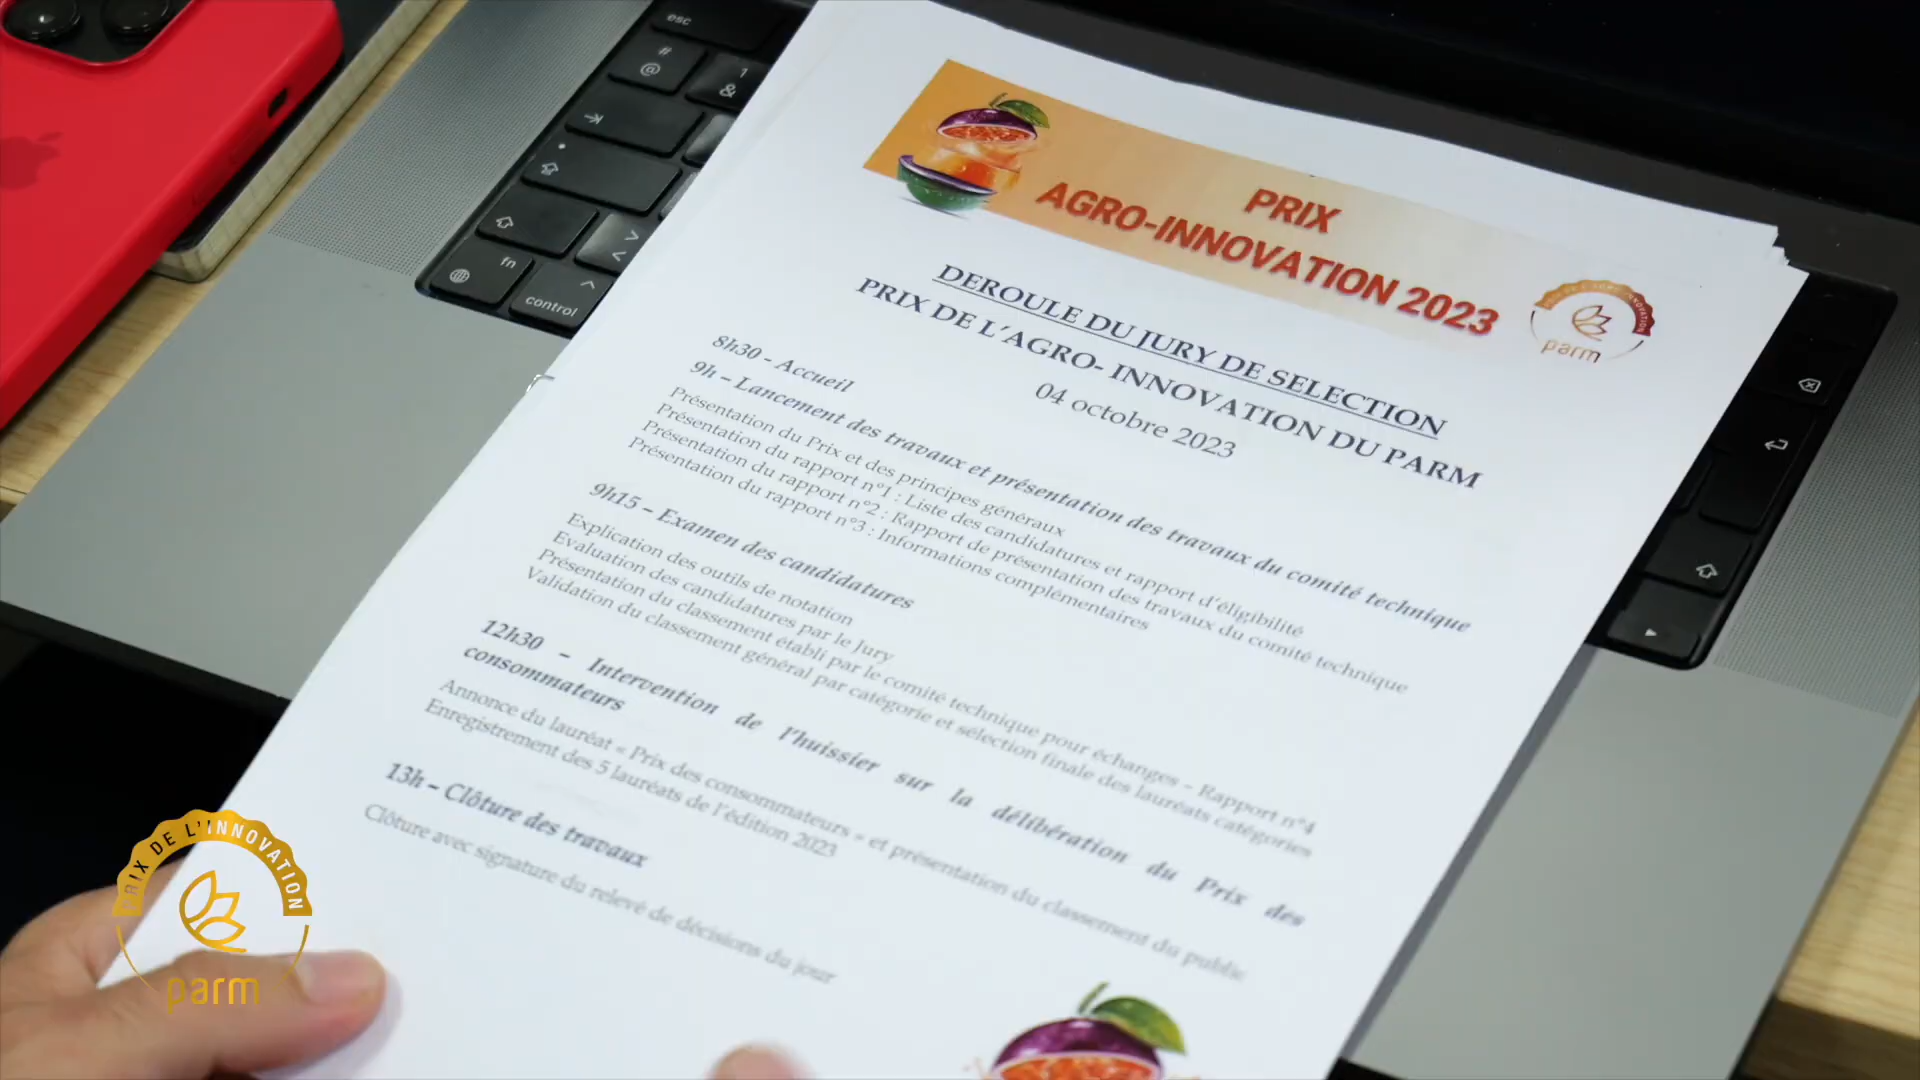 esc
#
@
1
&
fn
>
<
control
PRIX
AGRO-INNOVATION 2023
parm
DEROULE DU JURY DE SELECTION
PRIX DE L'AGRO- INNOVATION DU PARM
04 octobre 2023
8h30 - Accueil
9h – Lancement des travaux et présentation des travaux du comité technique
Présentation du Prix et des principes généraux
Présentation du rapport n°1 : Liste des candidatures et rapport d'éligibilité
Présentation du rapport n°2 : Rapport de présentation des travaux du comité technique
Présentation du rapport n°3 : Informations complémentaires
9h15 – Examen des candidatures
Explication des outils de notation
Evaluation des candidatures par le Jury
Présentation du classement établi par le comité technique pour échanges – Rapport n°4
Validation du classement général par catégorie et sélection finale des lauréats catégories
12h30 – Intervention de l'huissier sur la délibération du Prix des
consommateurs
Annonce du lauréat « Prix des consommateurs » et présentation du classement du public
Enregistrement des 5 lauréats de l'édition 2023
13h – Clôture des travaux
Clôture avec signature du relevé de décisions du jour
PRIX DE L'INNOVATION
parm